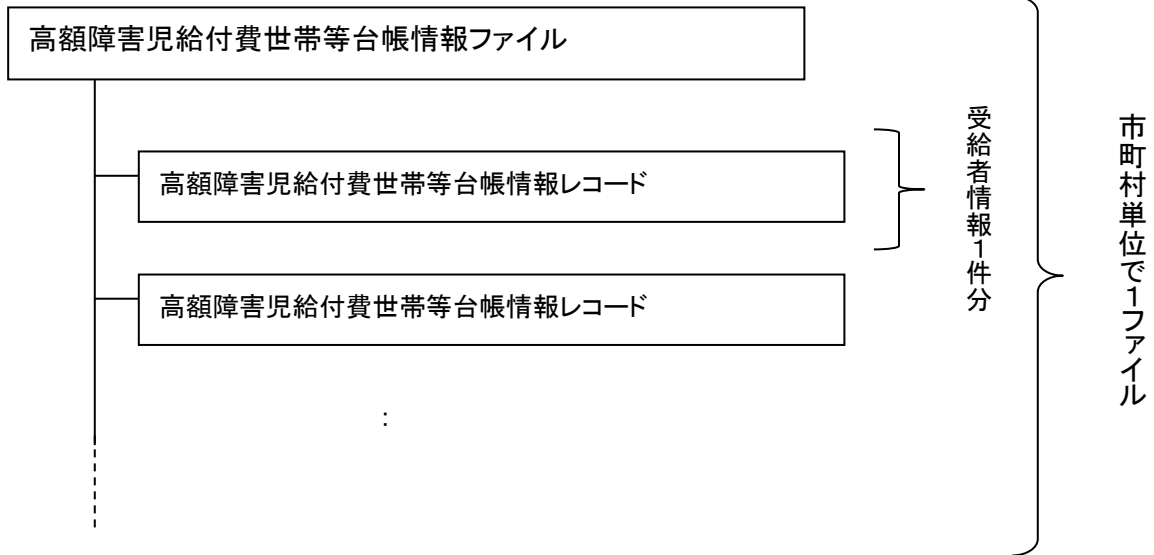 高額障害児給付費世帯等台帳情報ファイル
高額障害児給付費世帯等台帳情報レコード
高額障害児給付費世帯等台帳情報レコード
:
受給者情報1件分
市町村単位で1ファイル